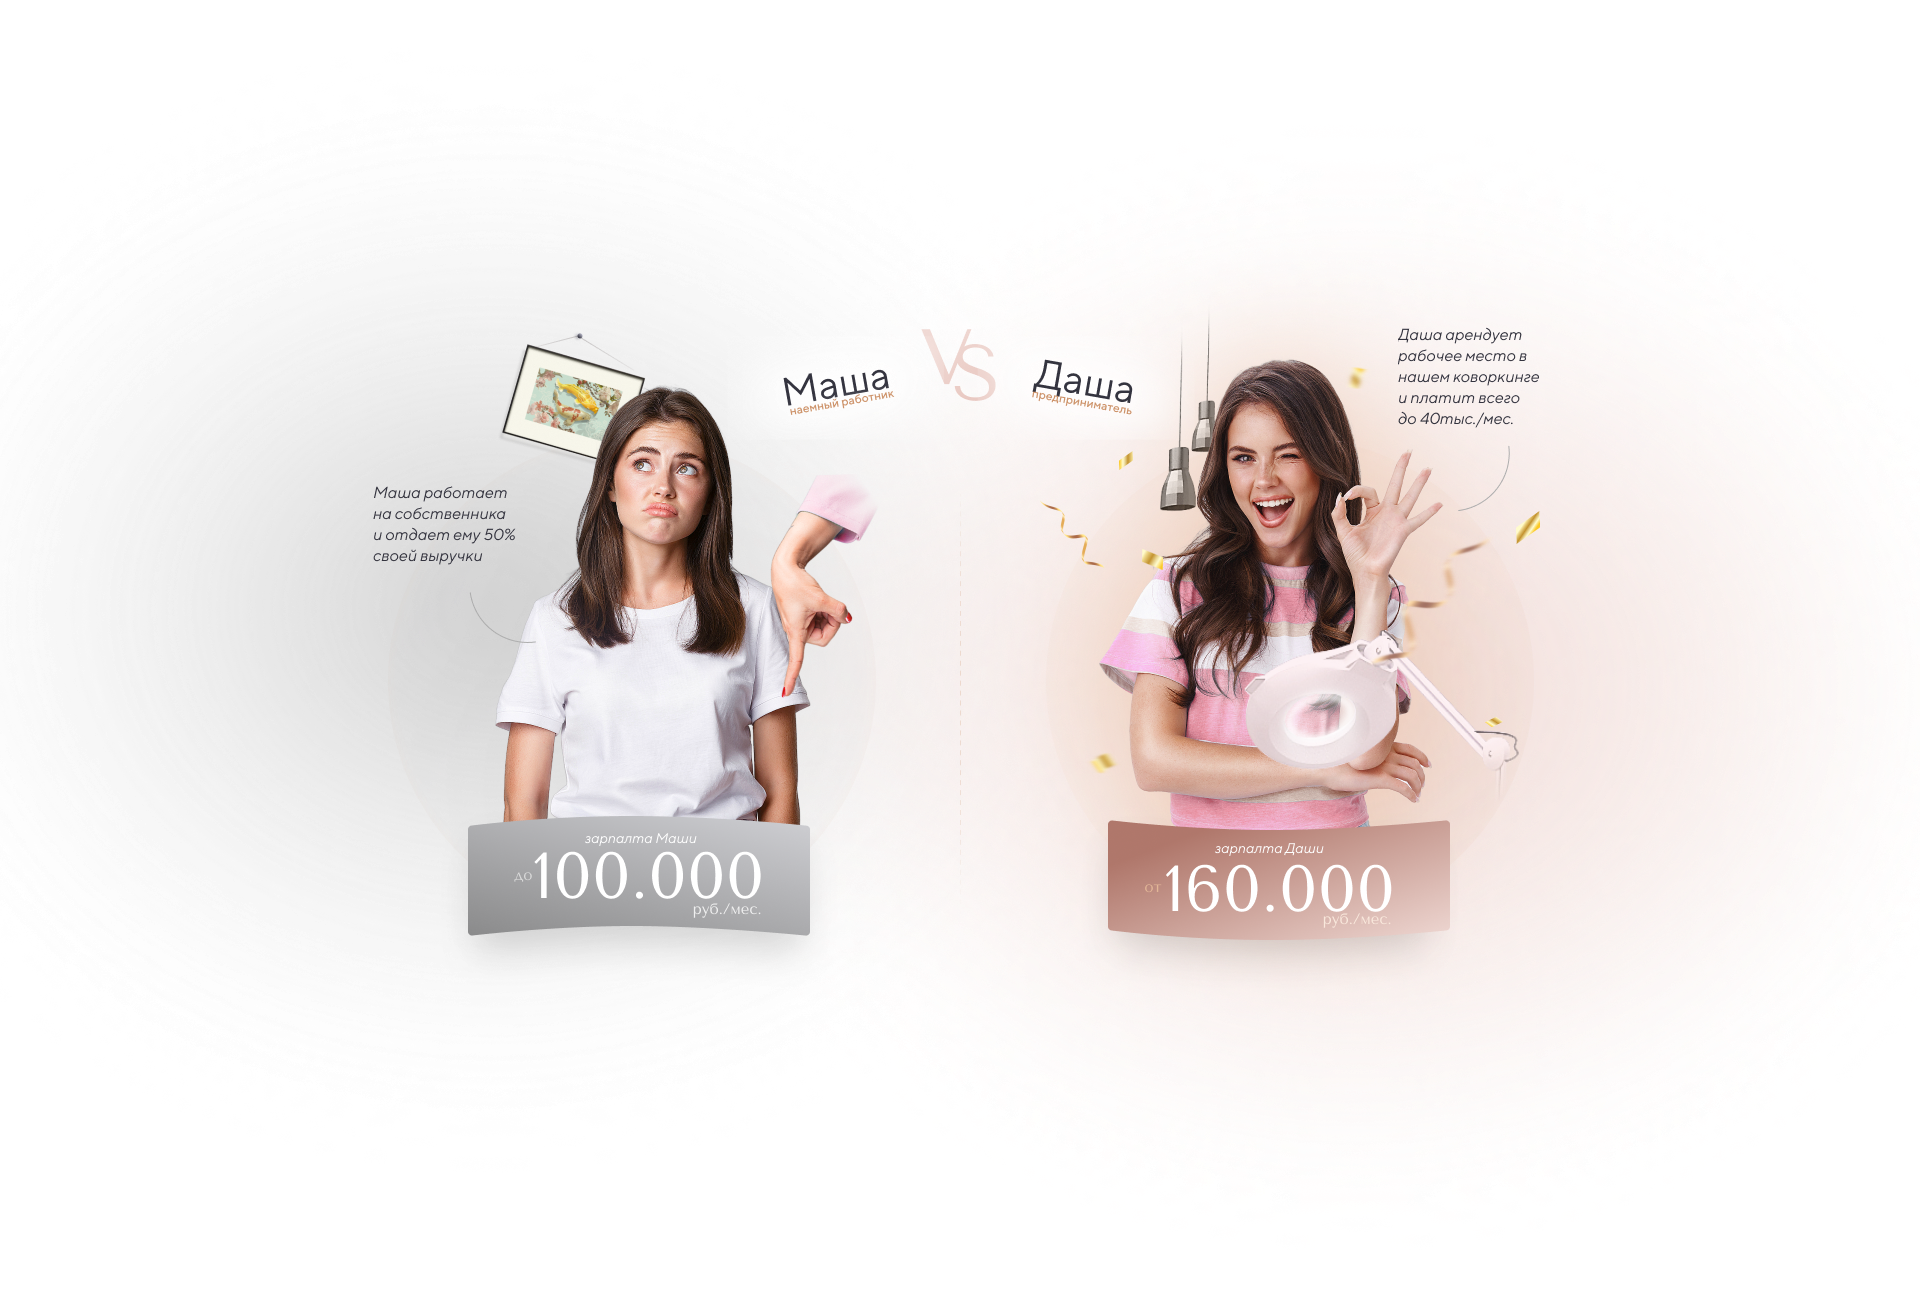 Маша
наемный работник
VS
Даша
предприниматель
Маша работает
на собственника
и отдает ему 50%
своей выручки
Даша арендует
рабочее место в
нашем коворкинге
и платит всего
до 40тыс./мес.
зарпалта Маши
до 100.000
руб./мес.
зарпалта Даши
от 160.000
руб./мес.